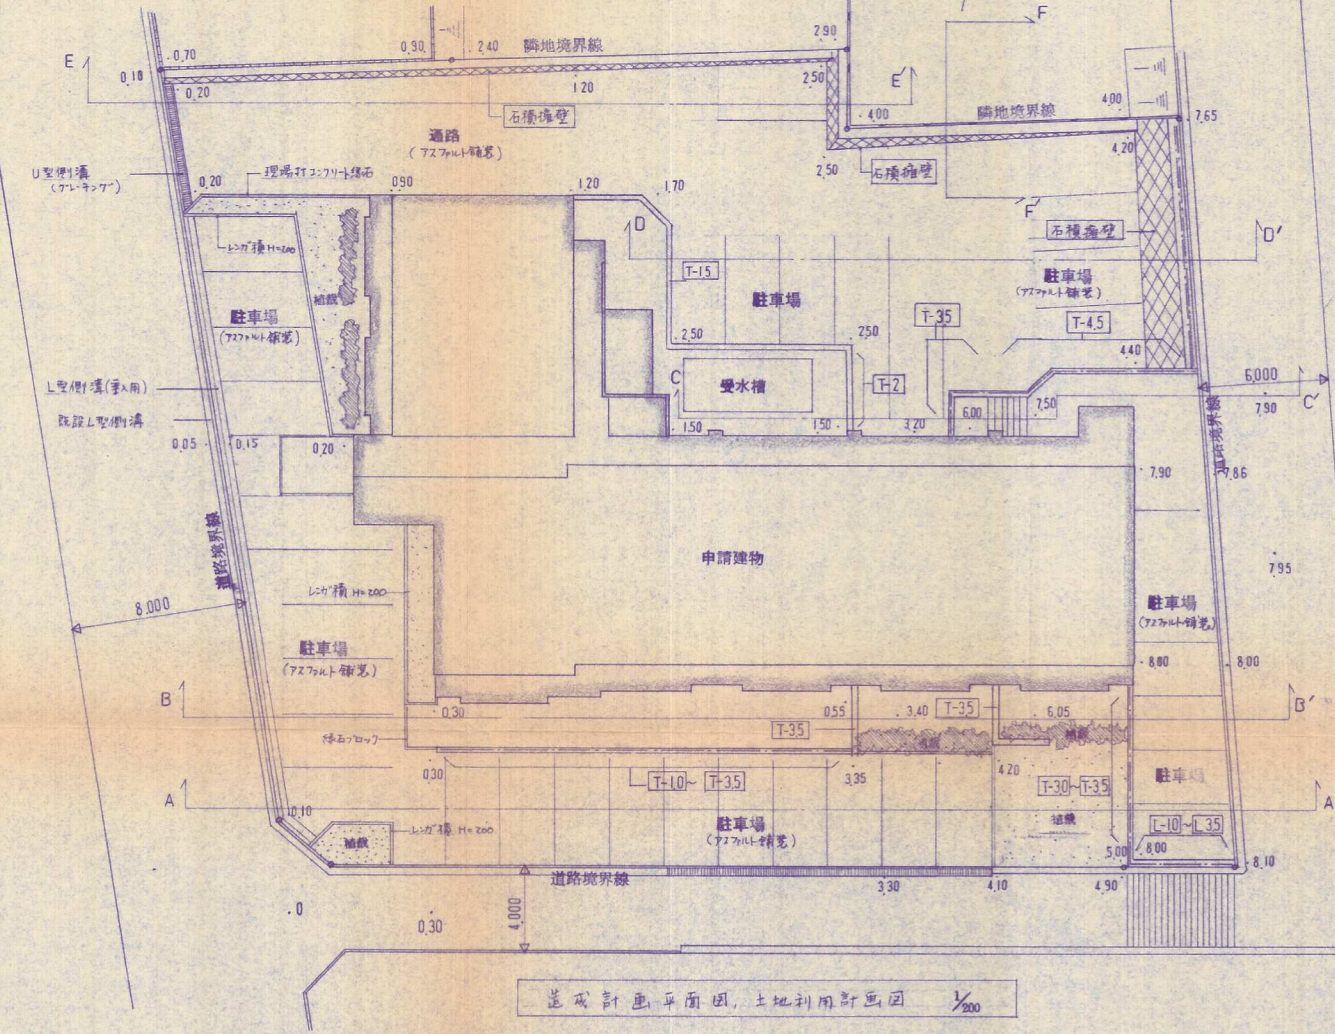 F
2.90
0.70
0.90
2.40
隣地境界線
E
0.10
0.20
1.20
2.50
E'
石積擁壁
4.00
隣地境界線
4.00
7.65
通路
(アスファルト舗装)
4.20
U型側溝
(グレーチング)
0.20
現場打コンクリート縁石
0.90
1.20
1.70
2.50
石積擁壁
F'
レンガ積 H=200
D
石積擁壁
D'
T-1.5
駐車場
(アスファルト舗装)
植栽
駐車場
駐車場
(アスファルト舗装)
T-3.5
T-4.5
2.50
2.50
4.40
L型側溝(車入用)
C
受水槽
T-2
6,000
7.90
C'
既設L型側溝
6.00
7.50
道路境界線
1.50
1.50
3.20
0.05
0.15
0.20
7.90
7.86
道路境界線
申請建物
7.95
レンガ積 H=200
8.000
駐車場
(アスファルト舗装)
駐車場
(アスファルト舗装)
8.00
8.00
B
0.30
0.55
3.40
T-3.5
6.05
B'
T-3.5
植栽
縁石ブロック
植栽
0.30
T-1.0~T-3.5
3.35
4.20
T-3.0~T-3.5
駐車場
A
0.10
A
レンガ積 H=200
植栽
駐車場
(アスファルト舗装)
植栽
L-1.0~L3.5
5.00
8.00
8.10
道路境界線
3.30
4.10
4.90
.0
0.30
4.000
造成計画平面図, 土地利用計画図 1/200